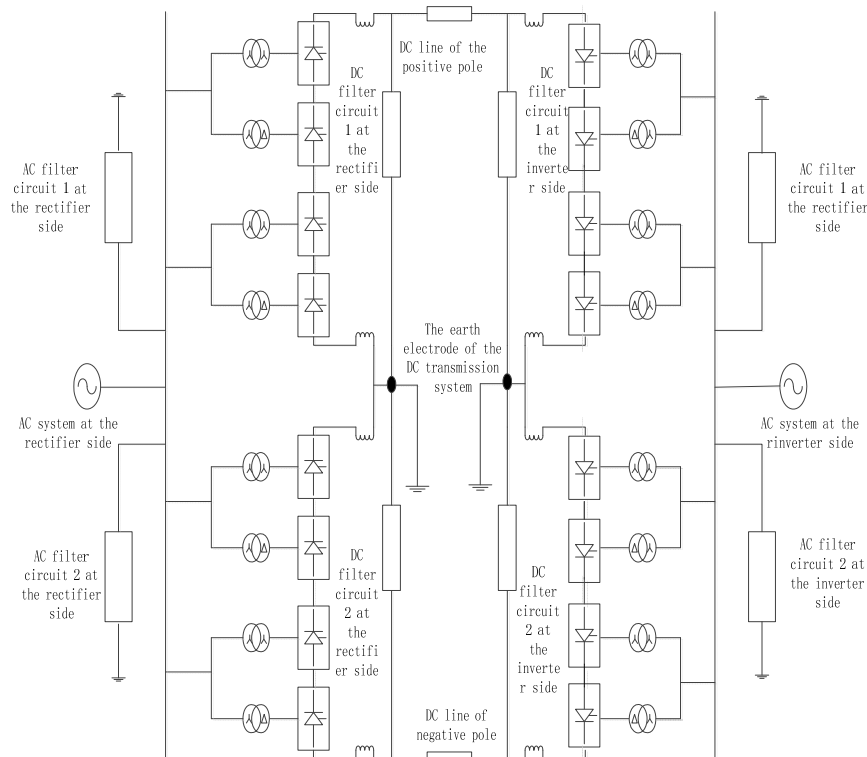 DC line of the
positive pole
DC
filter
circuit
1 at
the
rectifi
er side
DC
filter
circuit
1 at
the
inverte
r side
AC filter
circuit 1 at
the rectifier
side
AC filter
circuit 1 at
the rectifier
side
The earth
electrode of the
DC transmission
system
AC system at the
rectifier side
AC system at the
rinverter side
AC filter
circuit 2 at
the rectifier
side
DC
filter
circuit
2 at
the
rectifi
er side
DC
filter
circuit
2 at
the
inverte
r side
AC filter
circuit 2 at
the inverter
side
DC line of
negative pole